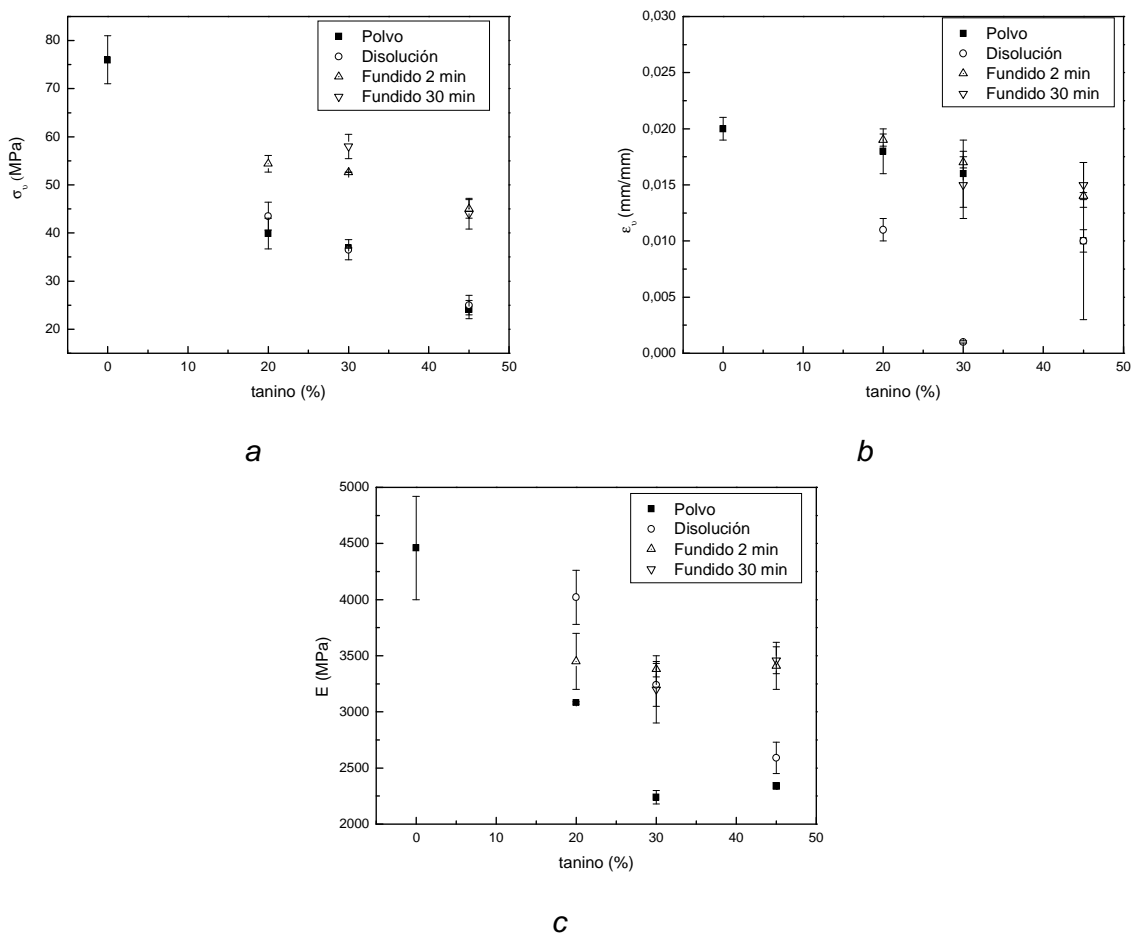 80
70
60
50
40
30
20
σᵤ (MPa)
Polvo
Disolución
Fundido 2 min
Fundido 30 min
0 10 20 30 40 50
tanino (%)
a
0,030
0,025
0,020
0,015
0,010
0,005
0,000
εᵤ (mm/mm)
Polvo
Disolución
Fundido 2 min
Fundido 30 min
0 10 20 30 40 50
tanino (%)
b
5000
4500
4000
3500
3000
2500
2000
E (MPa)
Polvo
Disolución
Fundido 2 min
Fundido 30 min
0 10 20 30 40 50
tanino (%)
c